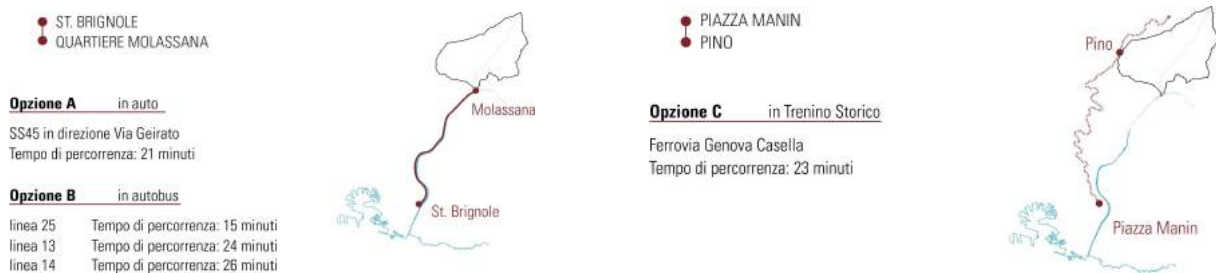 ST. BRIGNOLE
QUARTIERE MOLASSANA
Opzione A in auto
SS45 in direzione Via Geirato
Tempo di percorrenza: 21 minuti
Opzione B in autobus
linea 25 Tempo di percorrenza: 15 minuti
linea 13 Tempo di percorrenza: 24 minuti
linea 14 Tempo di percorrenza: 26 minuti
Molassana
St. Brignole
PIAZZA MANIN
PINO
Opzione C in Trenino Storico
Ferrovia Genova Casella
Tempo di percorrenza: 23 minuti
Pino
Piazza Manin